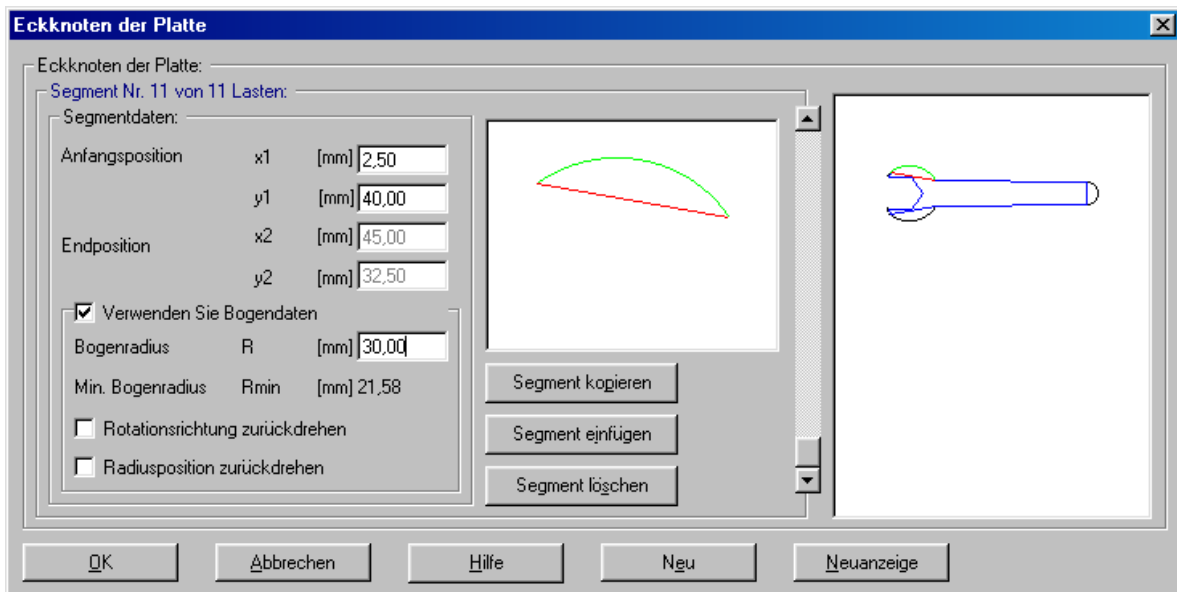 Eckknoten der Platte
Eckknoten der Platte:
Segment Nr. 11 von 11 Lasten:
Segmentdaten:
Anfangsposition x1 [mm] 2,50
y1 [mm] 40,00
Endposition x2 [mm] 45,00
y2 [mm] 32,50
Verwenden Sie Bogendaten
Bogenradius R [mm] 30,00
Min. Bogenradius Rmin [mm] 21,58
Rotationsrichtung zurückdrehen
Radiusposition zurückdrehen
Segment kopieren
Segment einfügen
Segment löschen
OK Abbrechen Hilfe Neu Neuanzeige